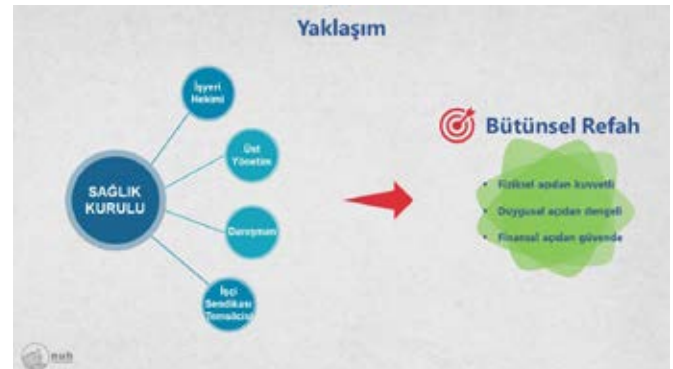 Yaklaşım
İşyeri
Hekimi
Üst
Yönetim
SAĞLIK
KURULU
Danışman
İşçi
Sendikası
Temsilcisi
Bütünsel Refah
• Fiziksel açıdan kuvvetli
• Duygusal açıdan dengeli
• Finansal açıdan güvende
nuh